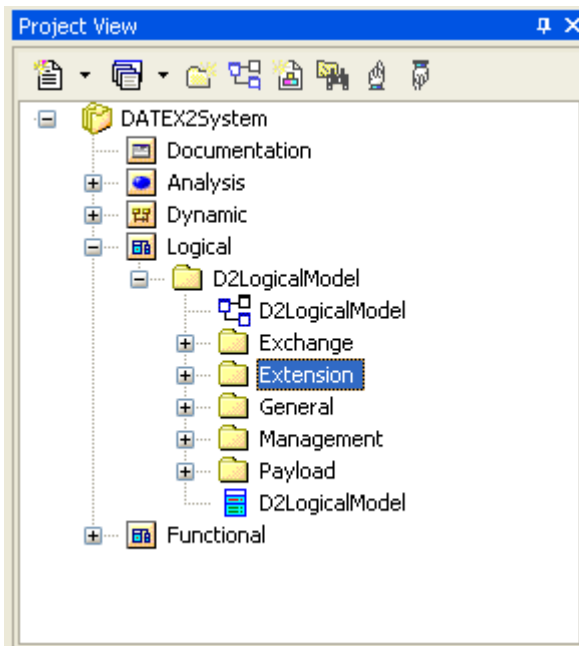 Project View
DATEX2System
Documentation
Analysis
Dynamic
Logical
D2LogicalModel
D2LogicalModel
Exchange
Extension
General
Management
Payload
D2LogicalModel
Functional